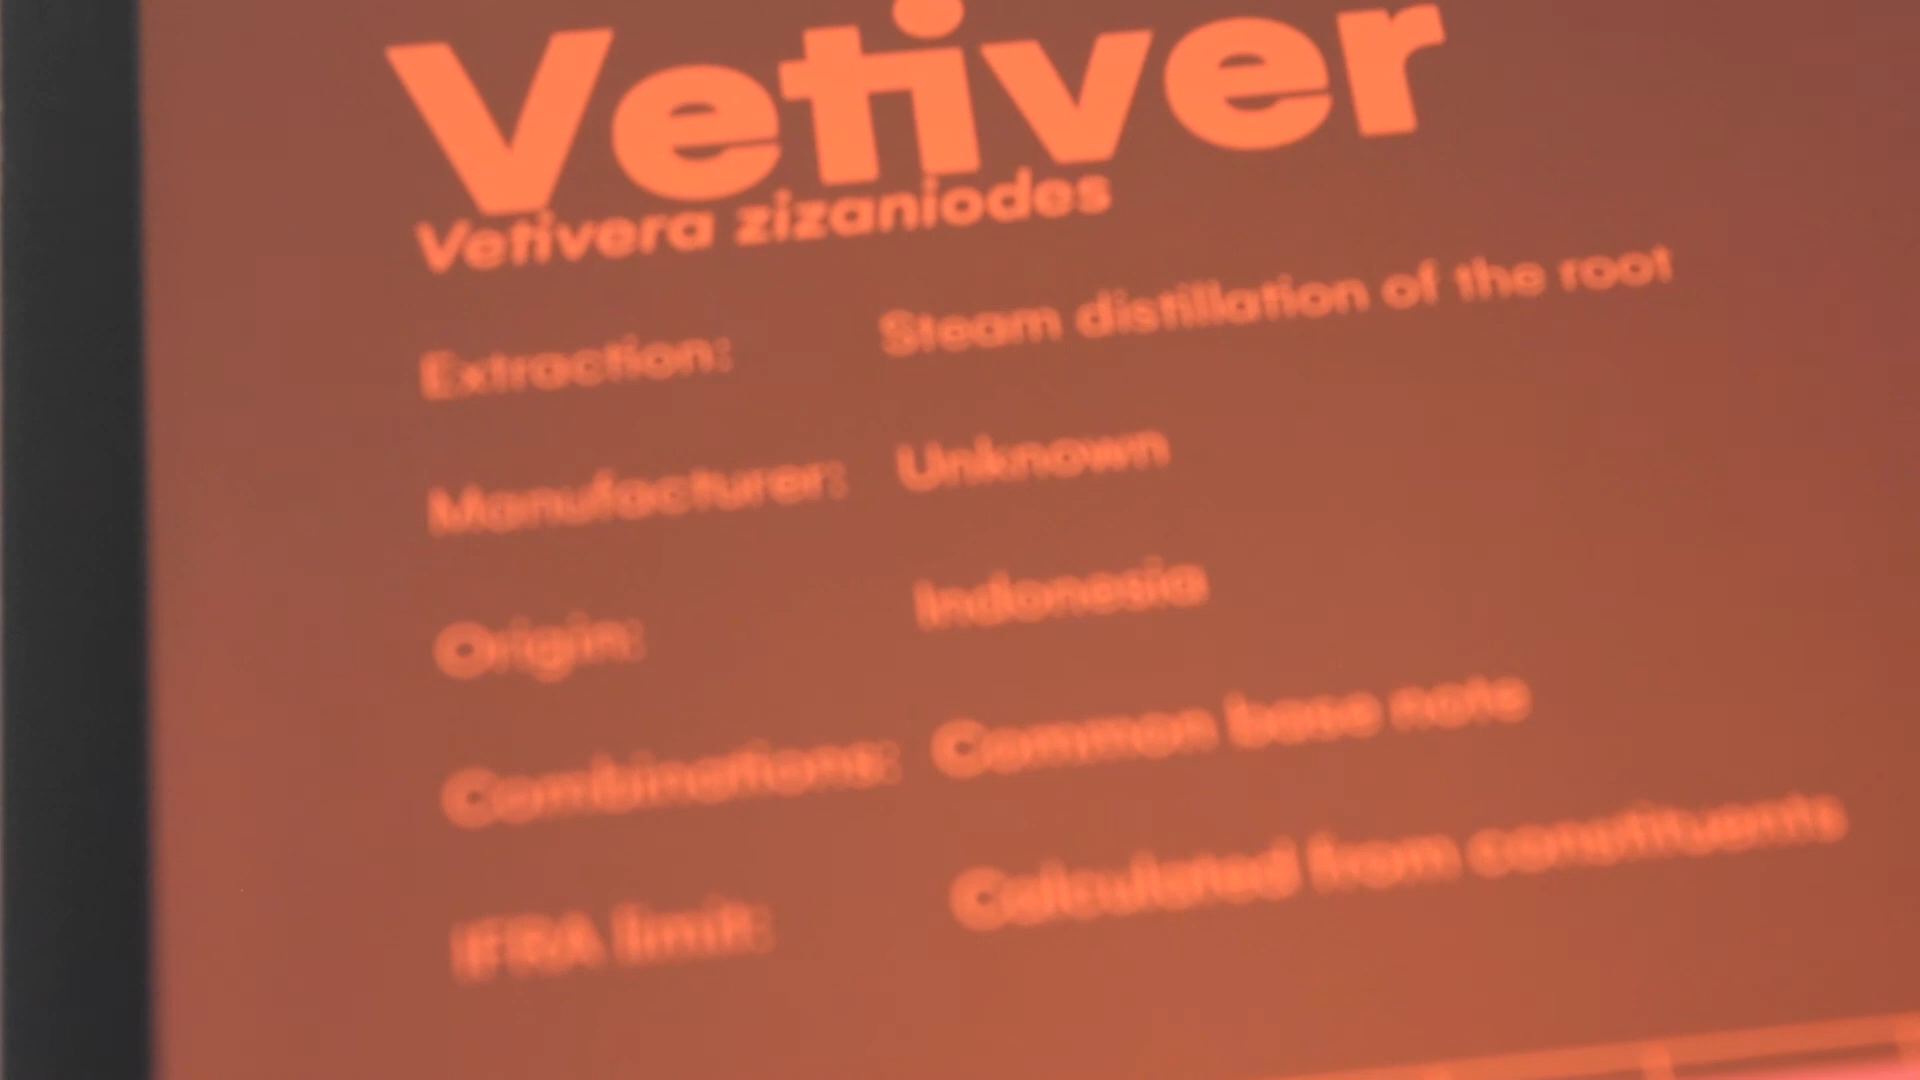 Vetiver
Vetivera zizaniodes
Extraction: Steam distillation of the root
Manufacturer: Unknown
Origin: Indonesia
Combinations: Common base note
IFRA limit: Calculated from constituents